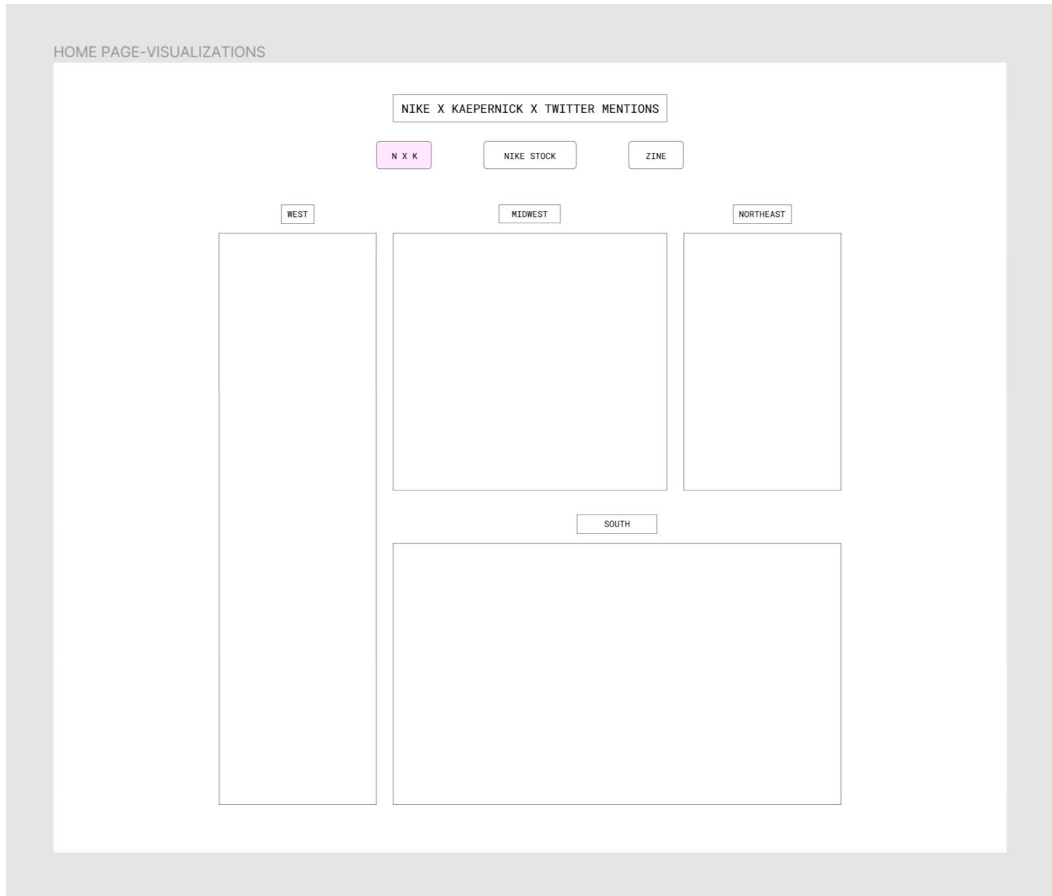 HOME PAGE-VISUALIZATIONS
NIKE X KAEPERNICK X TWITTER MENTIONS
N X K
NIKE STOCK
ZINE
WEST
MIDWEST
NORTHEAST
SOUTH